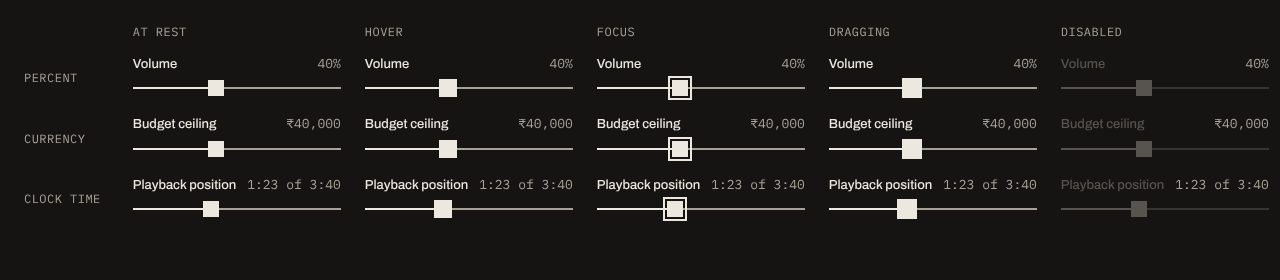 AT REST HOVER FOCUS DRAGGING DISABLED
Volume 40% Volume 40% Volume 40% Volume 40% Volume 40%
PERCENT
Budget ceiling ₹40,000 Budget ceiling ₹40,000 Budget ceiling ₹40,000 Budget ceiling ₹40,000 Budget ceiling ₹40,000
CURRENCY
Playback position 1:23 of 3:40 Playback position 1:23 of 3:40 Playback position 1:23 of 3:40 Playback position 1:23 of 3:40 Playback position 1:23 of 3:40
CLOCK TIME